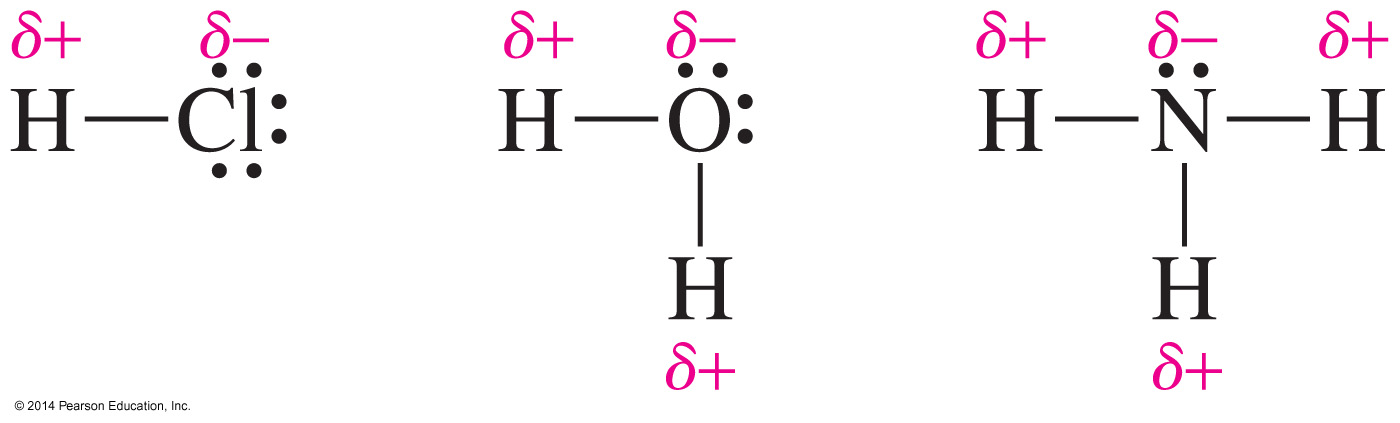 δ+ δ− δ+ δ− δ+ δ− δ+
H Cl H O H N H
H H
δ+ δ+
© 2014 Pearson Education, Inc.